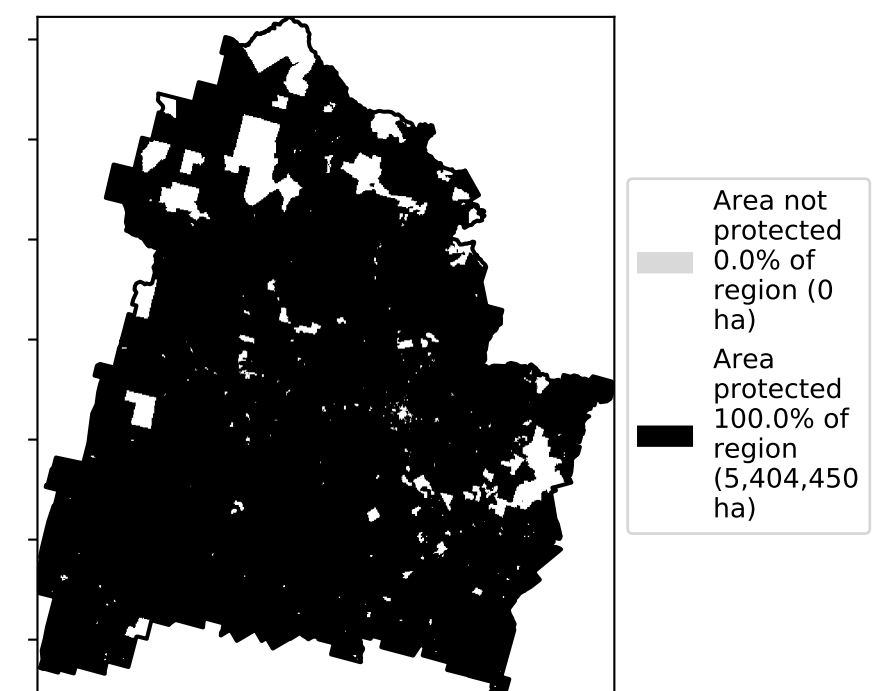 Area not
protected
0.0% of
region (0
ha)
Area
protected
100.0% of
region
(5,404,450
ha)